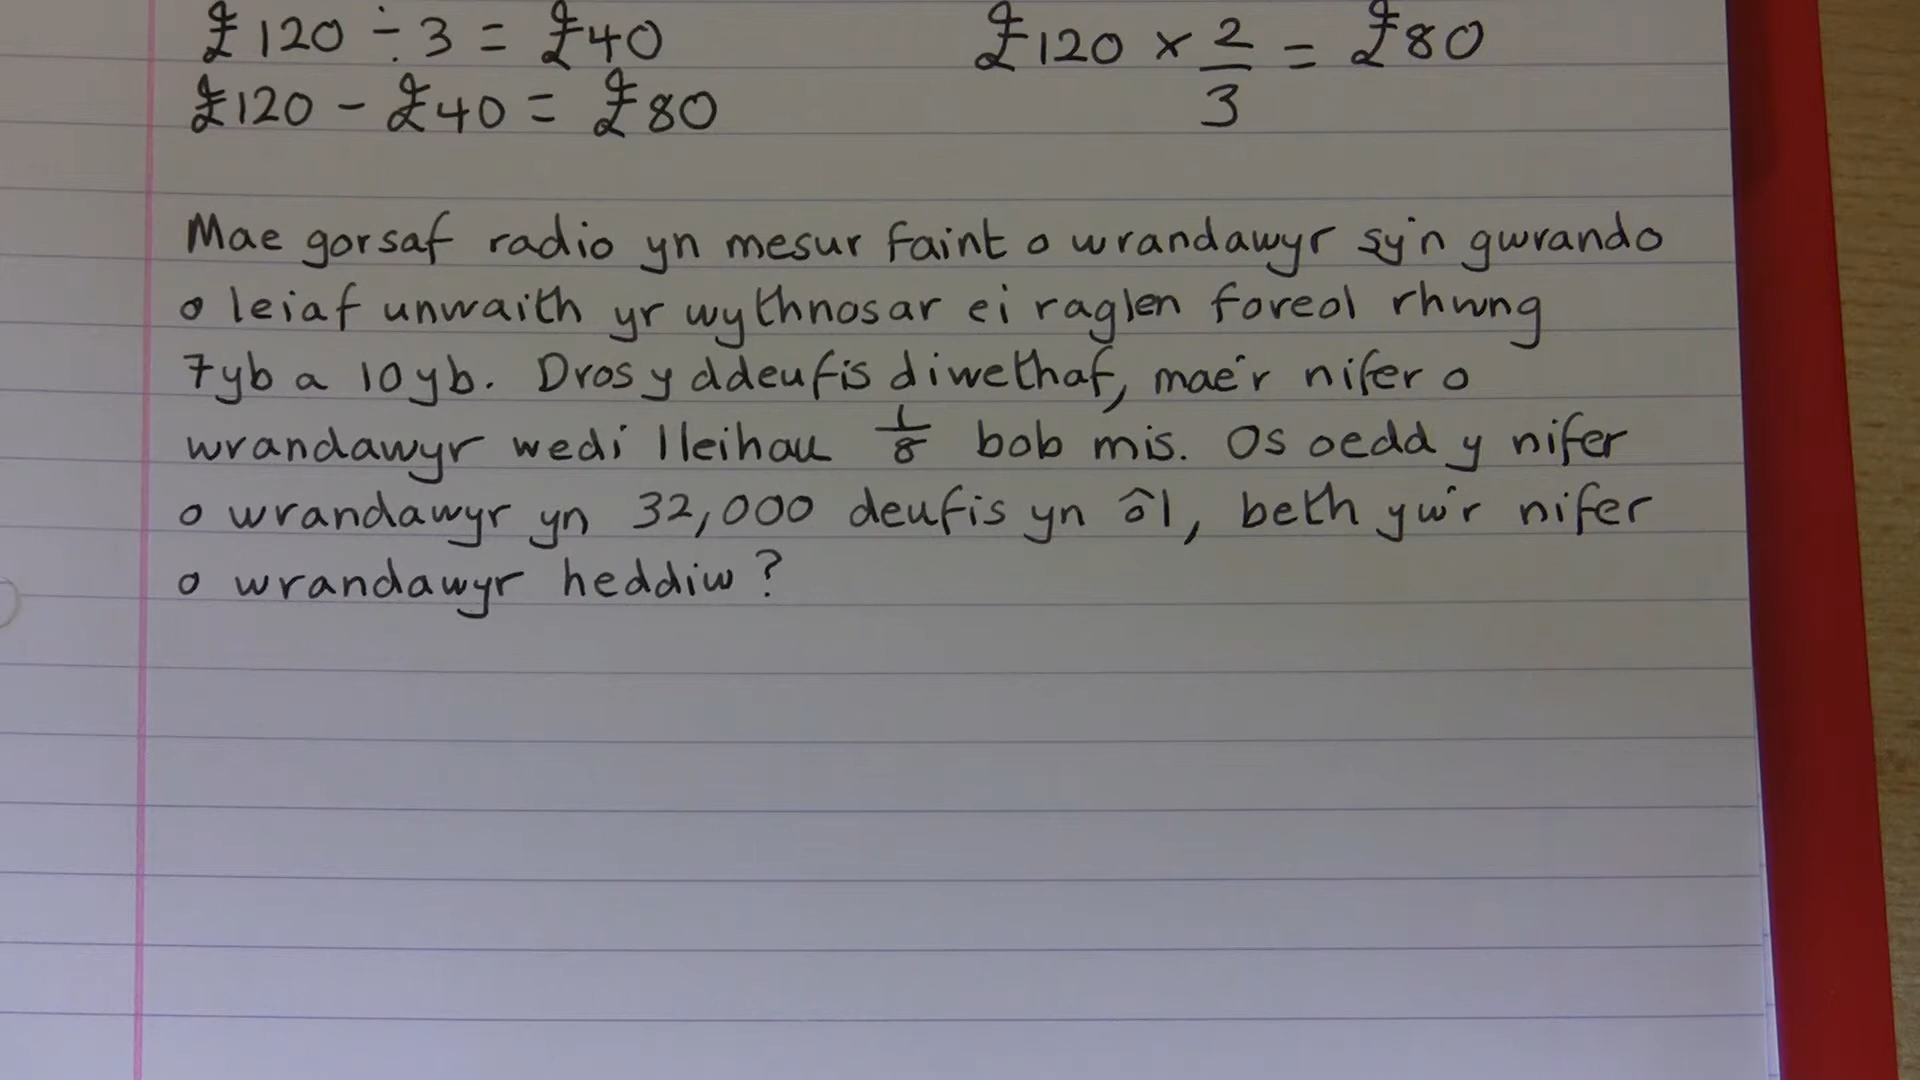 £120 ÷ 3 = £40
£120 - £40 = £80
£120 × 2/3 = £80
Mae gorsaf radio yn mesur faint o wrandawyr sy'n gwrando
o leiaf unwaith yr wythnos ar ei raglen foreol rhwng
7yb a 10yb. Dros y ddeufis diwethaf, mae'r nifer o
wrandawyr wedi lleihau 1/8 bob mis. Os oedd y nifer
o wrandawyr yn 32,000 deufis yn ôl, beth yw'r nifer
o wrandawyr heddiw?